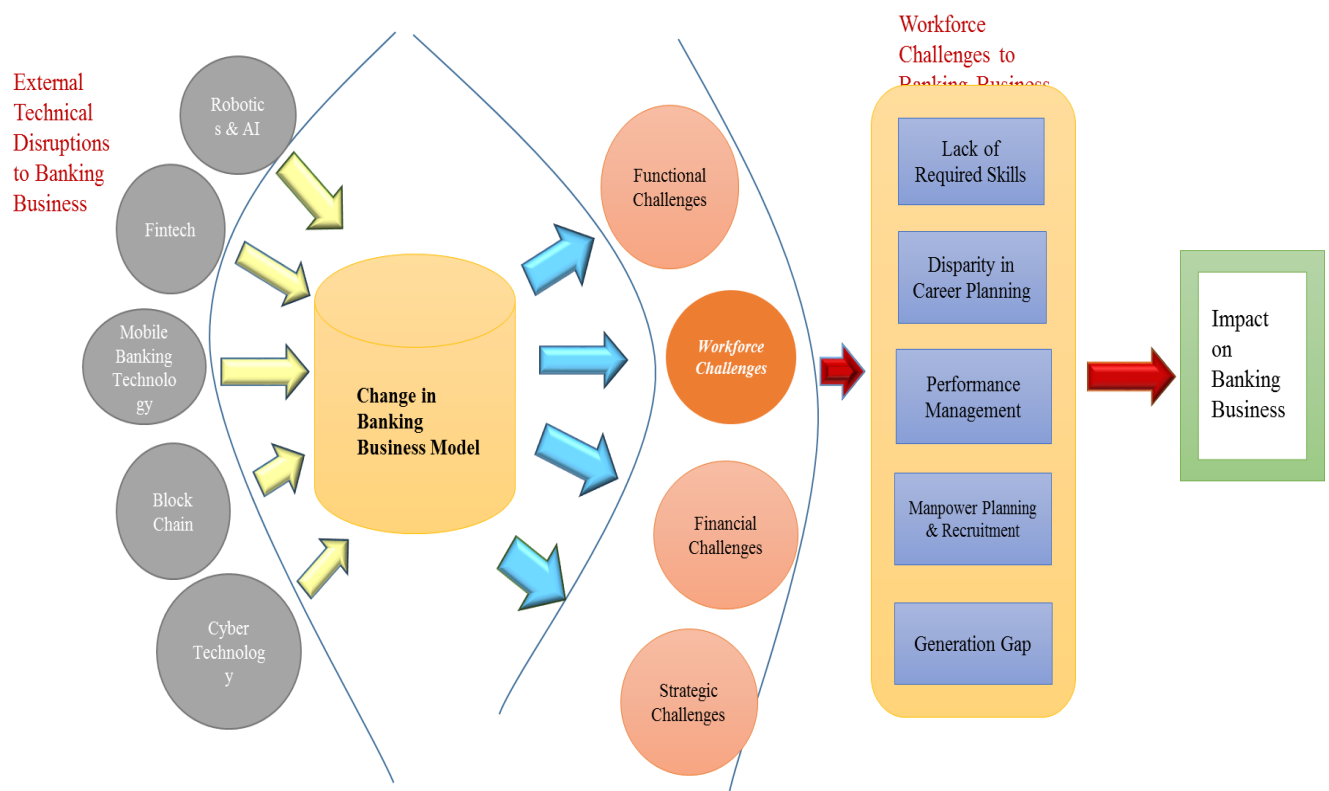 External
Technical
Disruptions
to Banking
Business
Robotic
s & AI
Fintech
Mobile
Banking
Technolo
gy
Block
Chain
Cyber
Technolog
y
Change in
Banking
Business Model
Functional
Challenges
Workforce
Challenges
Financial
Challenges
Strategic
Challenges
Workforce
Challenges to
Banking Business
Lack of
Required Skills
Disparity in
Career Planning
Performance
Management
Manpower Planning
& Recruitment
Generation Gap
Impact
on
Banking
Business